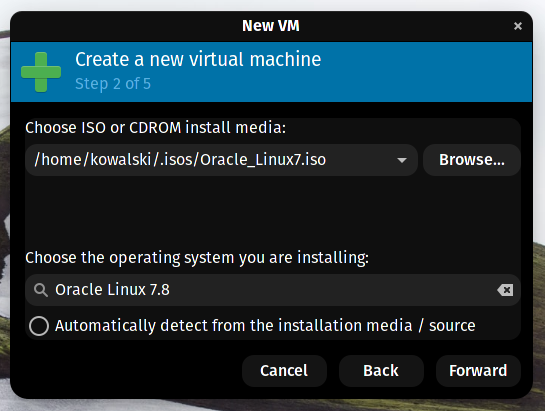 New VM
Create a new virtual machine
Step 2 of 5
Choose ISO or CDROM install media:
/home/kowalski/.isos/Oracle_Linux7.iso
Browse...
Choose the operating system you are installing:
Oracle Linux 7.8
Automatically detect from the installation media / source
Cancel Back Forward